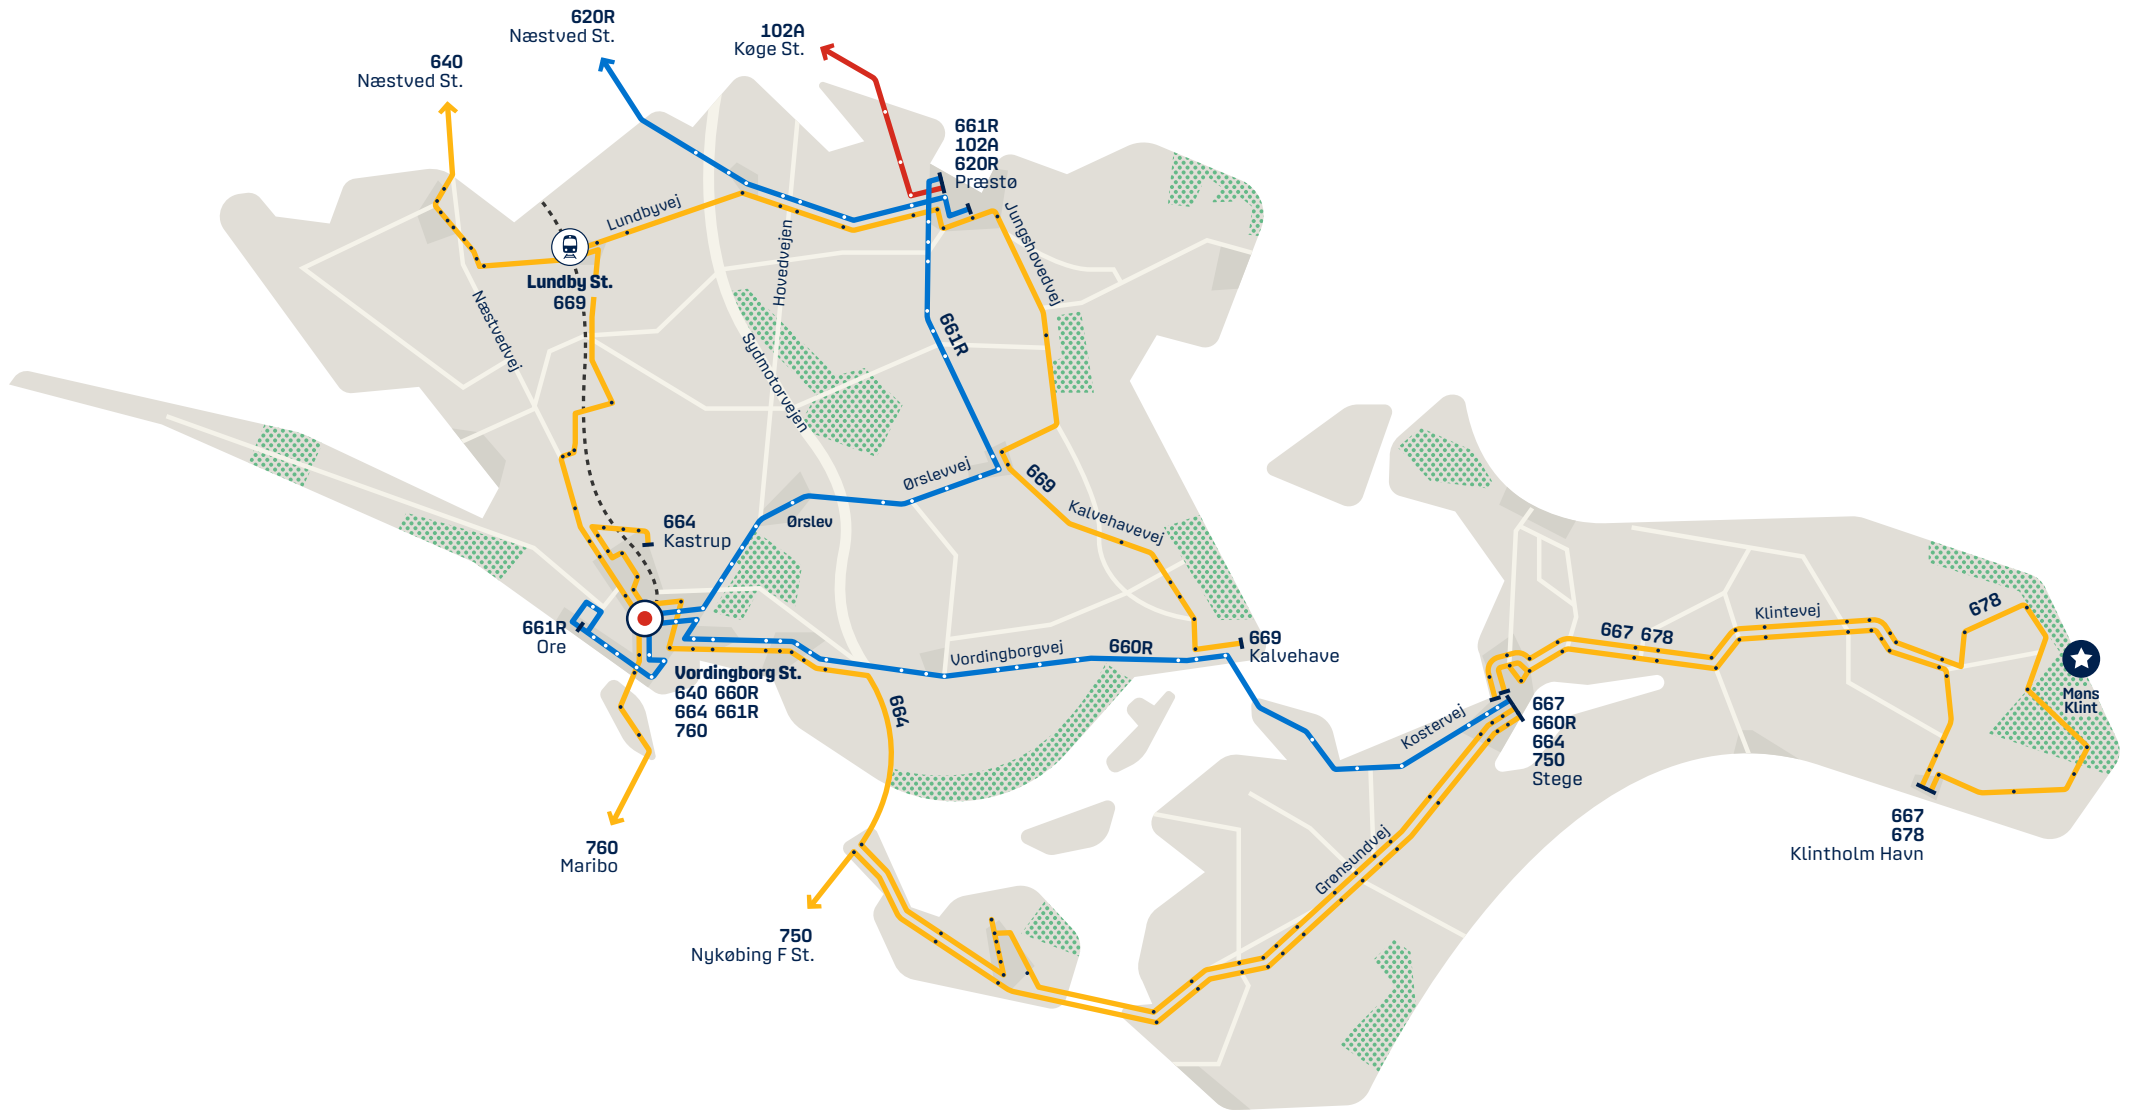 620R
Næstved St.
102A
Køge St.
640
Næstved St.
661R
102A
620R
Præstø
Lundbyvej
Jungshovedvej
Hovedvejen
Lundby St.
669
Næstvedvej
661R
Sydmotorvejen
Ørslevvej
669
Kalvehavevej
Ørslev
664
Kastrup
661R
Ore
669
Kalvehave
Vordingborgvej
660R
Vordingborg St.
640 660R
664 661R
760
664
667 678
Klintevej
678
Møns
Klint
Kostervej
667
660R
664
750
Stege
667
678
Klintholm Havn
Grønsundvej
760
Maribo
750
Nykøbing F St.